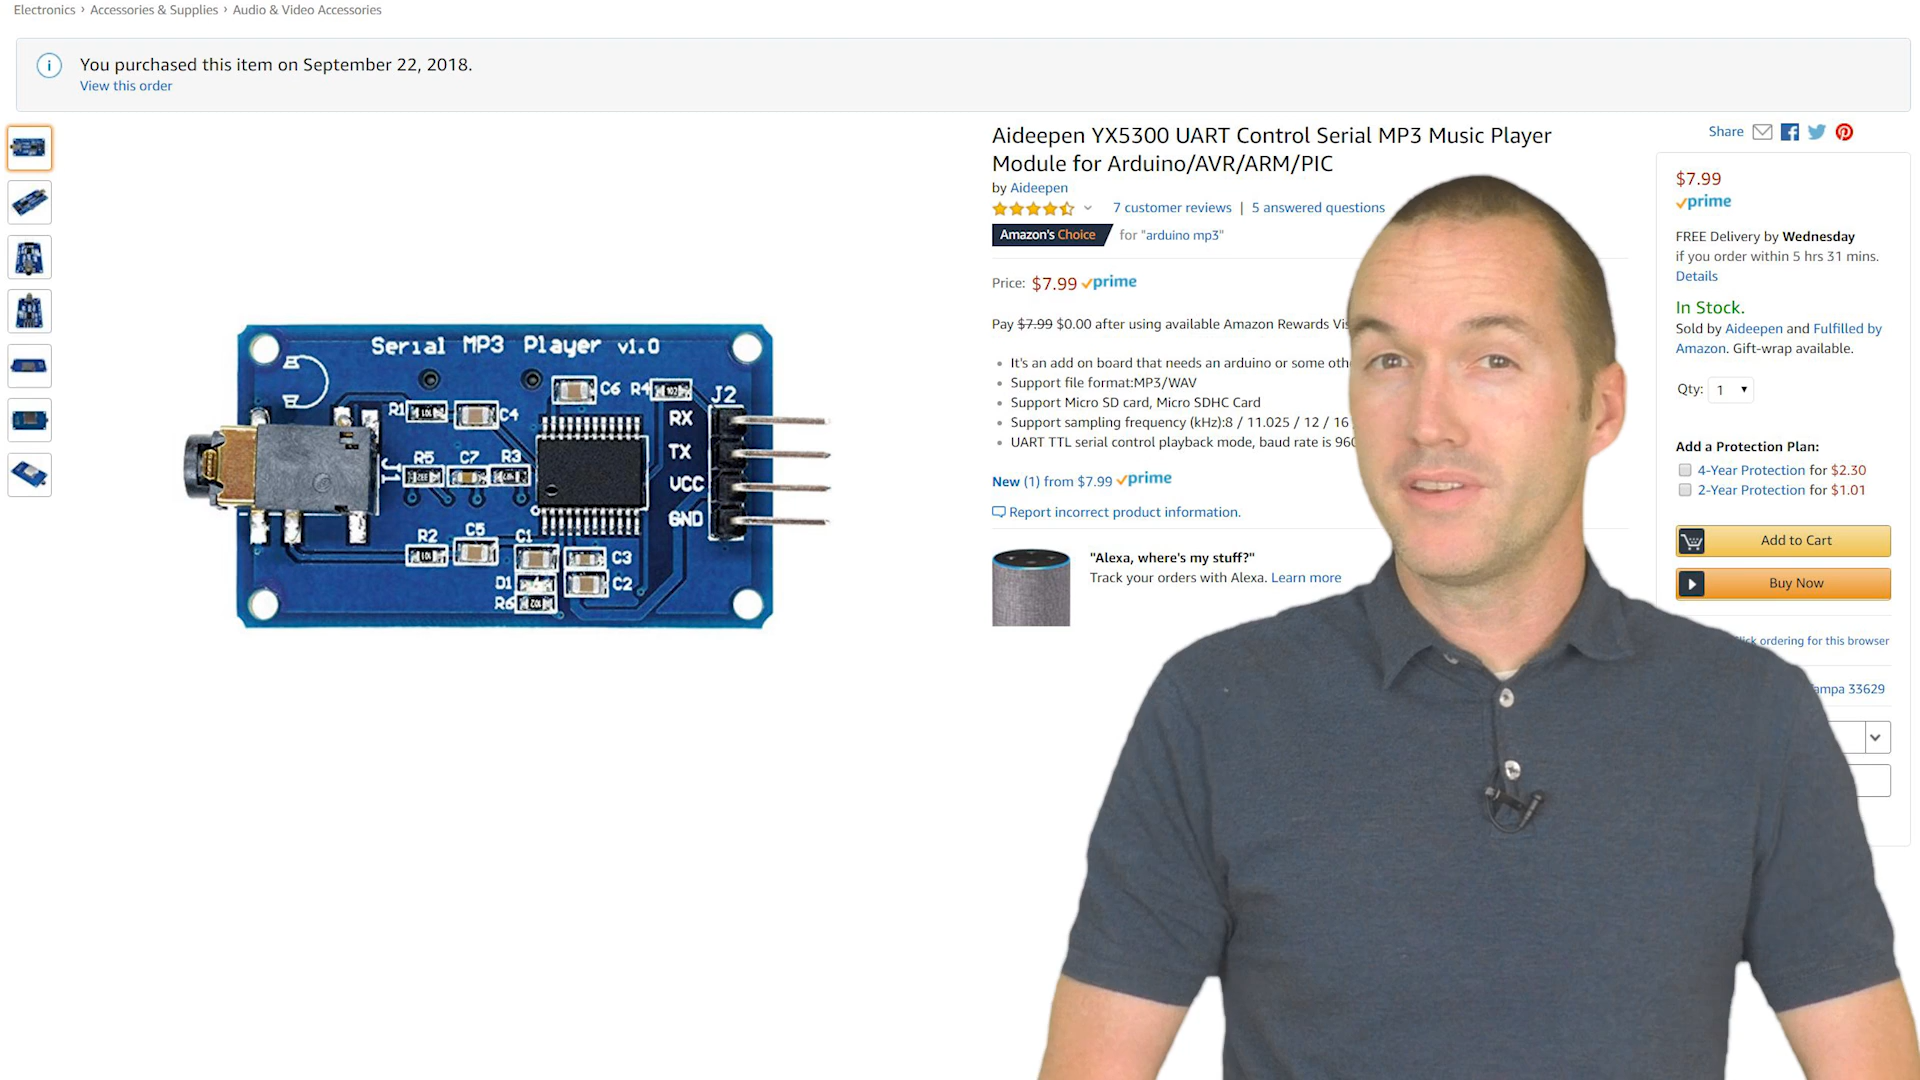 Electronics › Accessories & Supplies › Audio & Video Accessories
You purchased this item on September 22, 2018.
View this order
Serial MP3 Player v1.0
C6 R4 J2
R1 C4
RX
TX
VCC
GND
J1
R5 C7 R3
R2 C5 C1
C3
D1 C2
R6
Aideepen YX5300 UART Control Serial MP3 Music Player
Module for Arduino/AVR/ARM/PIC
by Aideepen
7 customer reviews | 5 answered questions
Amazon's Choice for "arduino mp3"
Price: $7.99 prime
Pay $7.99 $0.00 after using available Amazon Rewards
It's an add on board that needs an arduino or some
Support file format:MP3/WAV
Support Micro SD card, Micro SDHC Card
Support sampling frequency (kHz):8 / 11.025 / 12 / 16
UART TTL serial control playback mode, baud rate is
New (1) from $7.99 prime
Report incorrect product information.
"Alexa, where's my stuff?"
Track your orders with Alexa. Learn more
Share
$7.99
prime
FREE Delivery by Wednesday
if you order within 5 hrs 31 mins.
Details
In Stock.
Sold by Aideepen and Fulfilled by
Amazon. Gift-wrap available.
Qty: 1
Add a Protection Plan:
4-Year Protection for $2.30
2-Year Protection for $1.01
Add to Cart
Buy Now
ordering for this browser
33629